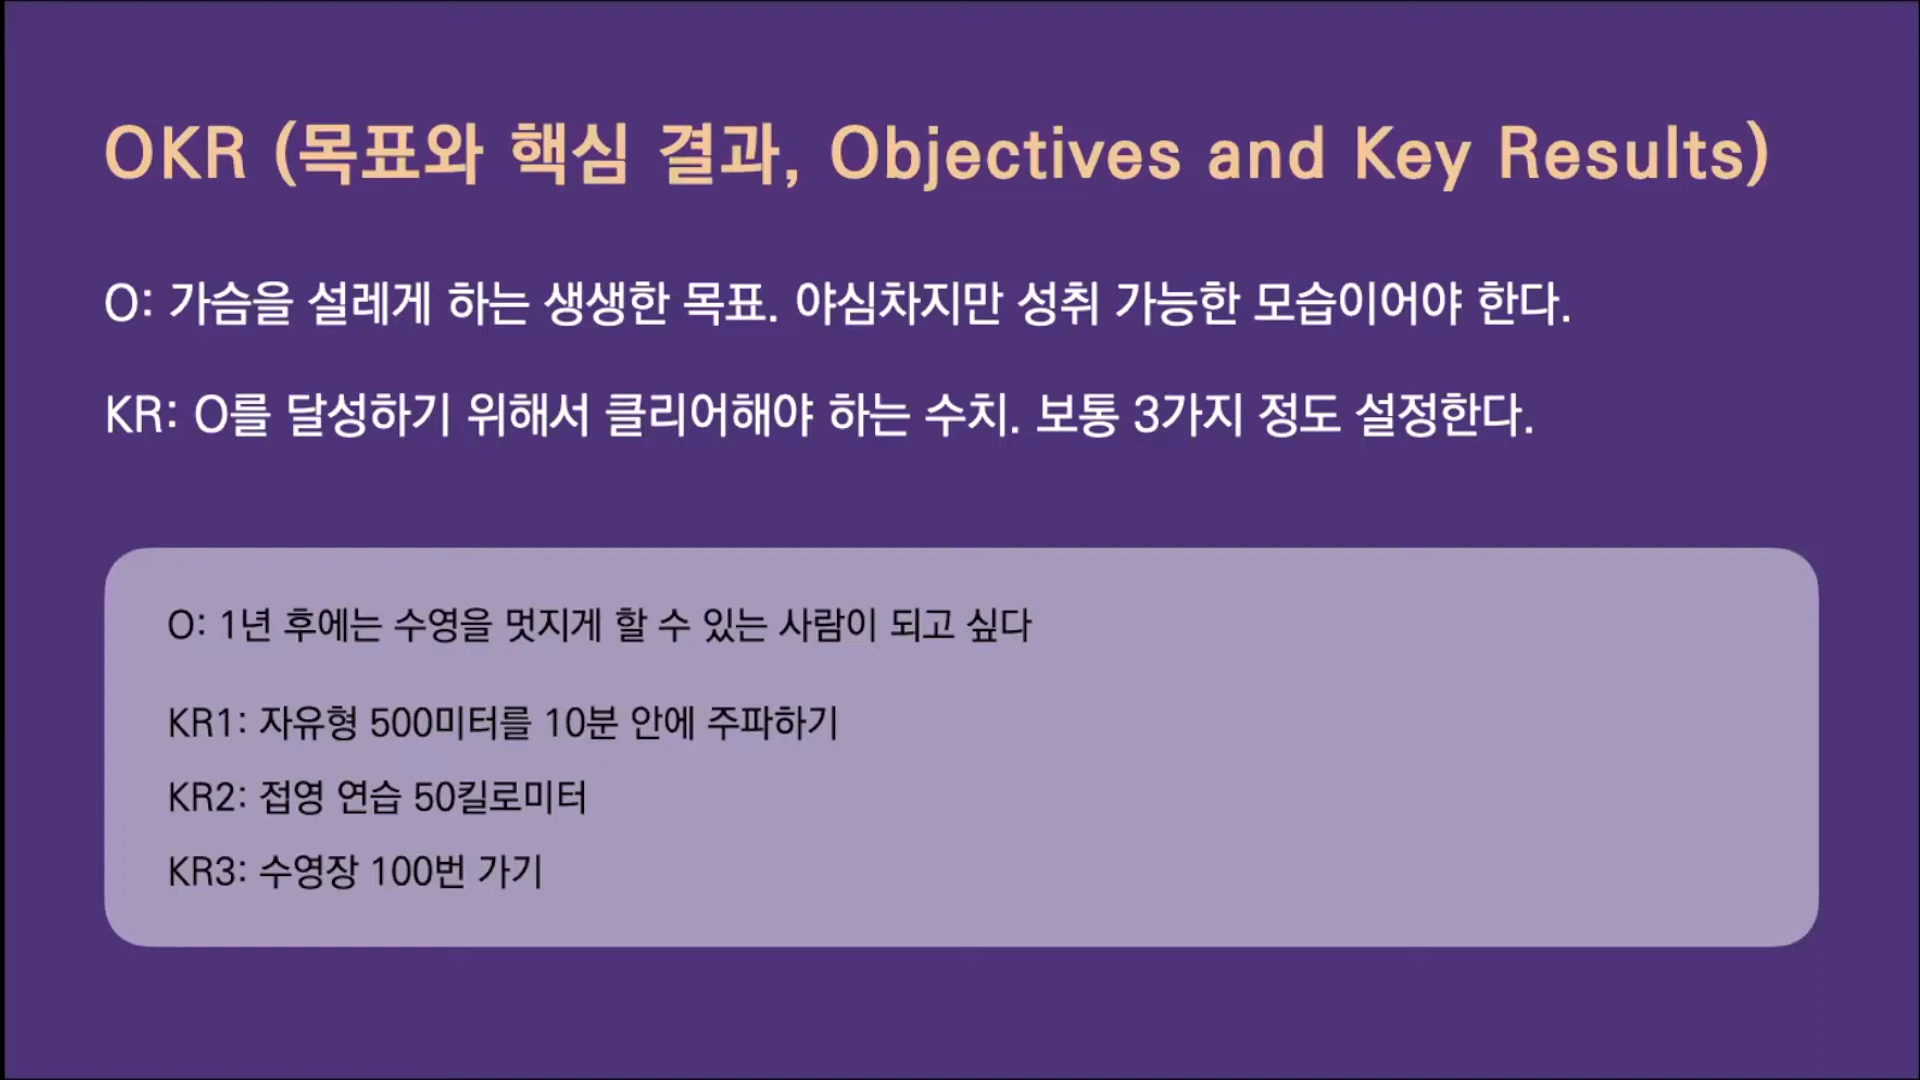 OKR (목표와 핵심 결과, Objectives and Key Results)
O: 가슴을 설레게 하는 생생한 목표. 야심차지만 성취 가능한 모습이어야 한다.
KR: O를 달성하기 위해서 클리어해야 하는 수치. 보통 3가지 정도 설정한다.
O: 1년 후에는 수영을 멋지게 할 수 있는 사람이 되고 싶다
KR1: 자유형 500미터를 10분 안에 주파하기
KR2: 접영 연습 50킬로미터
KR3: 수영장 100번 가기